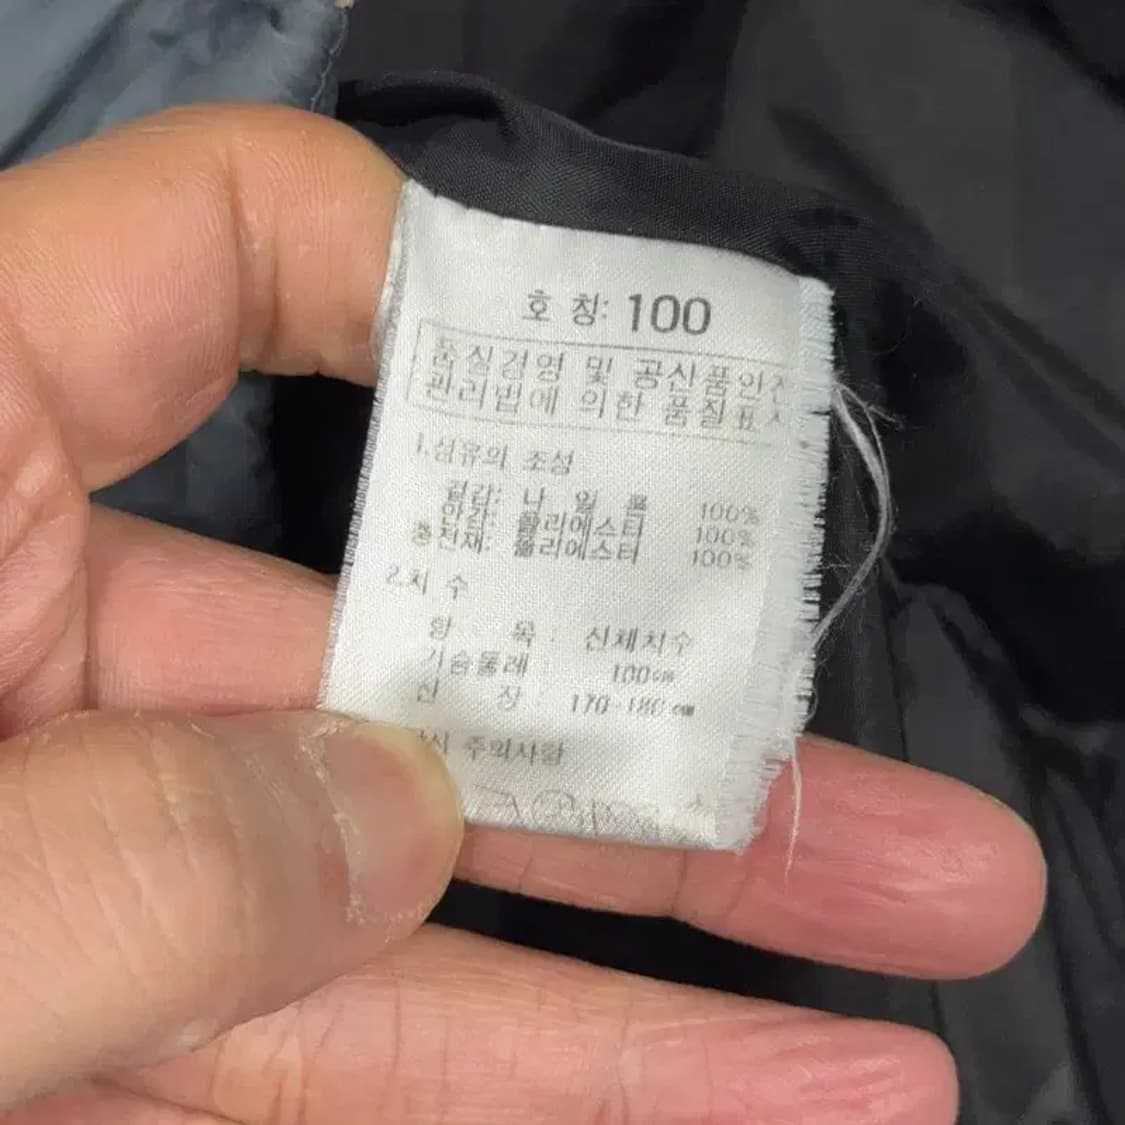 호 칭: 100
품질경영 및 공산품안전
관리법에 의한 품질표시
1.섬유의 조성
겉감: 나 일 론 100%
안감: 폴리에스터 100%
충전재: 폴리에스터 100%
2.치 수
항 목 : 신체치수
가슴둘레 : 100cm
신 장 : 170-180cm
주의사항